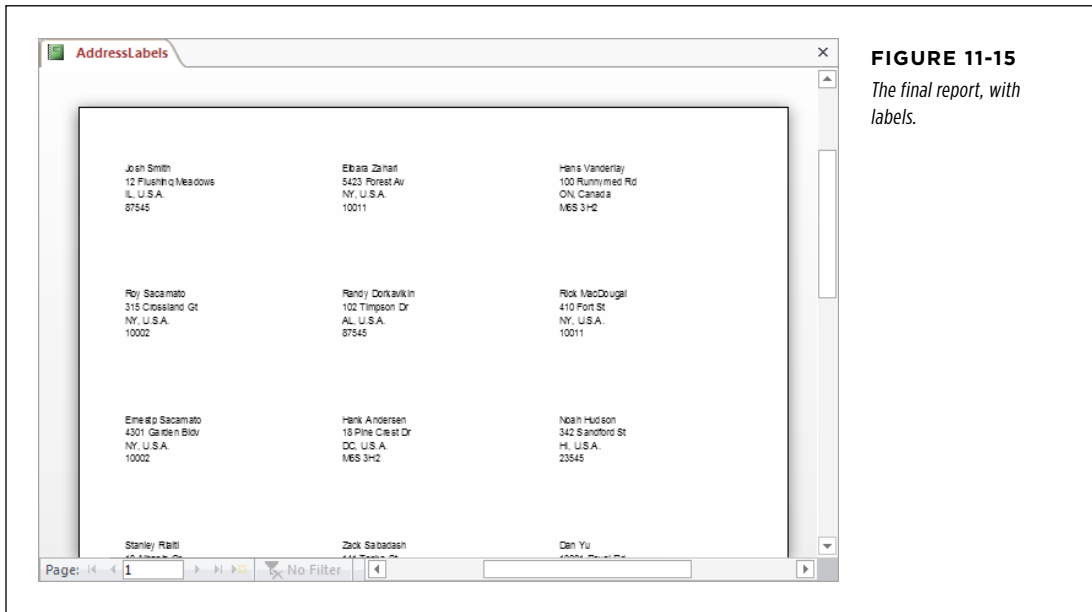 AddressLabels
FIGURE 11-15
The final report, with
labels.
Josh Smith
12 Flushing Meadows
IL, U.S.A.
87545
Elbara Zahari
5423 Forest Av
NY, U.S.A.
10011
Hans Vanderlay
100 Runnymed Rd
ON, Canada
M6S 3H2
Roy Sacamato
315 Crossland Gt
NY, U.S.A.
10002
Randy Dorkavikin
102 Timpson Dr
AL, U.S.A.
87545
Rick MacDougal
410 Fort St
NY, U.S.A.
10011
Sacamato
4301 Garden Bldv
NY, U.S.A.
10002
Hank Andersen
18 Pine Crest Dr
DC, U.S.A.
M6S 3H2
Noah Hudson
342 Sandford St
HI, U.S.A.
23545
Stanley
Zack Sabadash
Dan Yu
Page: 1 No Filter